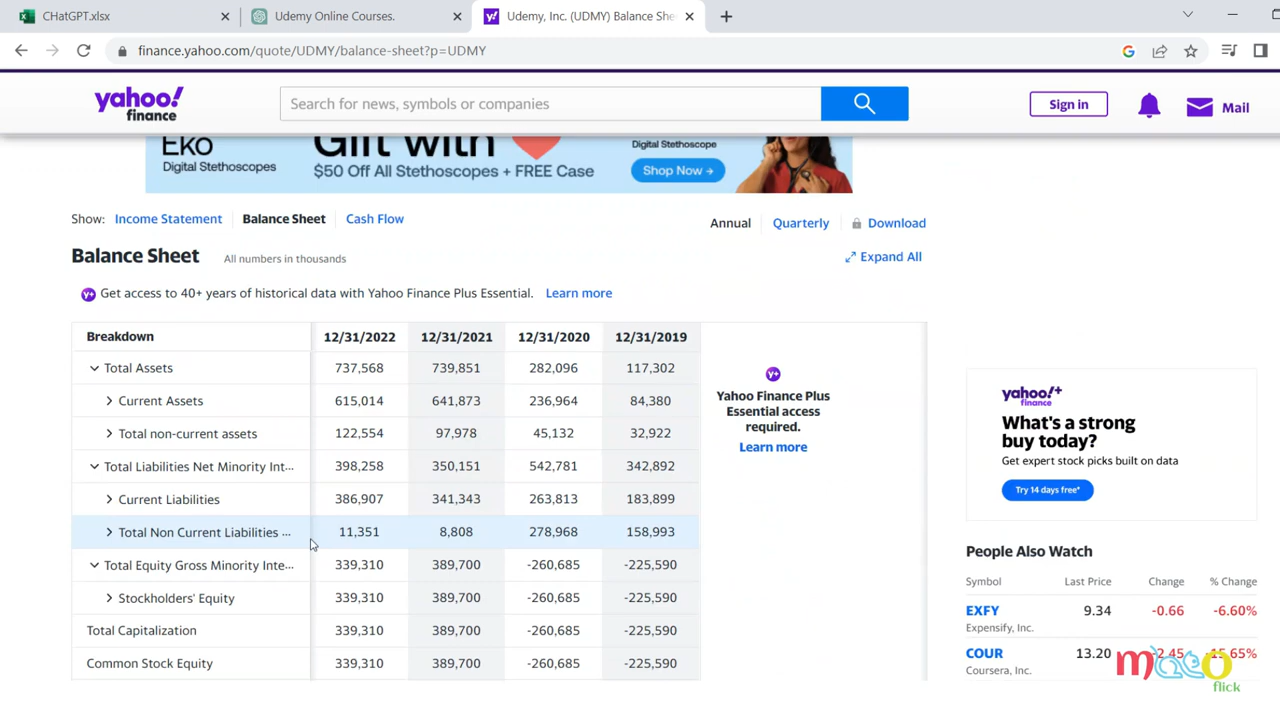 CHatGPT.xlsx
Udemy Online Courses.
Udemy, Inc. (UDMY) Balance She
finance.yahoo.com/quote/UDMY/balance-sheet?p=UDMY
yahoo!
finance
Search for news, symbols or companies
Sign in
Mail
Eko
Digital Stethoscopes
Gift with
$50 Off All Stethoscopes + FREE Case
Digital Stethoscope
Shop Now →
Show: Income Statement Balance Sheet Cash Flow
Annual Quarterly Download
Balance Sheet All numbers in thousands
Expand All
Get access to 40+ years of historical data with Yahoo Finance Plus Essential. Learn more
Breakdown 12/31/2022 12/31/2021 12/31/2020 12/31/2019
Total Assets 737,568 739,851 282,096 117,302
Current Assets 615,014 641,873 236,964 84,380
Total non-current assets 122,554 97,978 45,132 32,922
Total Liabilities Net Minority Int... 398,258 350,151 542,781 342,892
Current Liabilities 386,907 341,343 263,813 183,899
Total Non Current Liabilities ... 11,351 8,808 278,968 158,993
Total Equity Gross Minority Inte... 339,310 389,700 -260,685 -225,590
Stockholders' Equity 339,310 389,700 -260,685 -225,590
Total Capitalization 339,310 389,700 -260,685 -225,590
Common Stock Equity 339,310 389,700 -260,685 -225,590
Y+
Yahoo Finance Plus
Essential access
required.
Learn more
yahoo!+
finance
What's a strong
buy today?
Get expert stock picks built on data
Try 14 days free*
People Also Watch
Symbol Last Price Change % Change
EXFY 9.34 -0.66 -6.60%
Expensify, Inc.
COUR 13.20 -2.45 -15.65%
Coursera, Inc.
flick